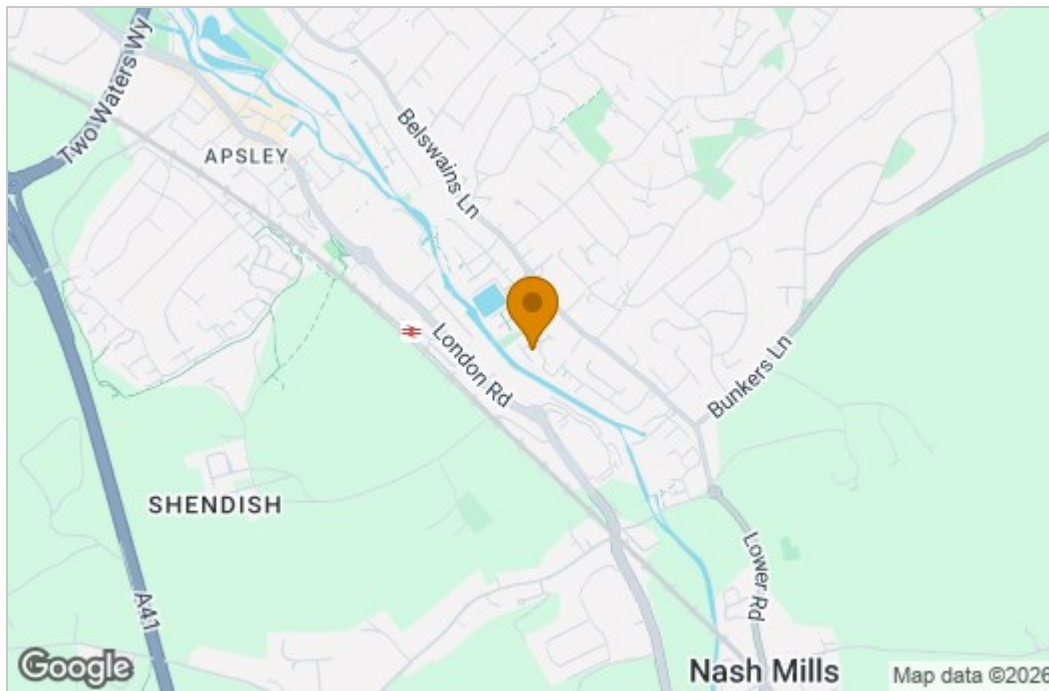 Two Waters Wy
APSLEY
Belswains Ln
London Rd
Bunkers Ln
SHENDISH
A41
Lower Rd
Nash Mills
Google
Map data ©2026